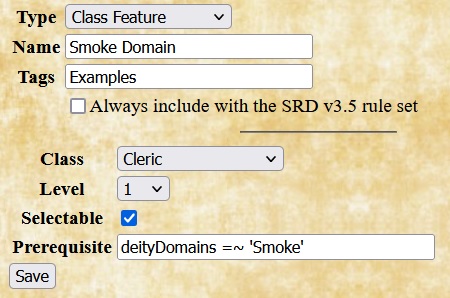 Type Class Feature
Name Smoke Domain
Tags Examples
Always include with the SRD v3.5 rule set
Class Cleric
Level 1
Selectable
Prerequisite deityDomains =~ 'Smoke'
Save